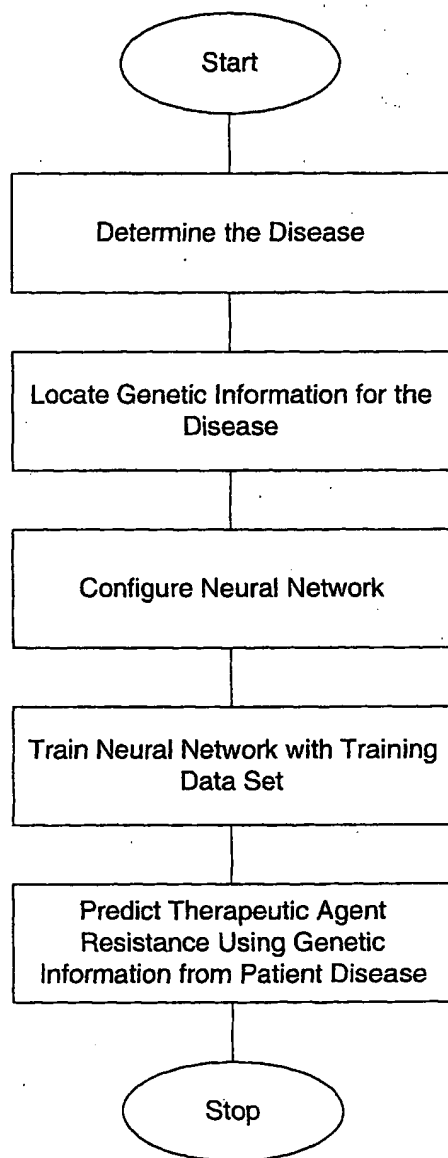 Start
Determine the Disease
Locate Genetic Information for the
Disease
Configure Neural Network
Train Neural Network with Training
Data Set
Predict Therapeutic Agent
Resistance Using Genetic
Information from Patient Disease
Stop